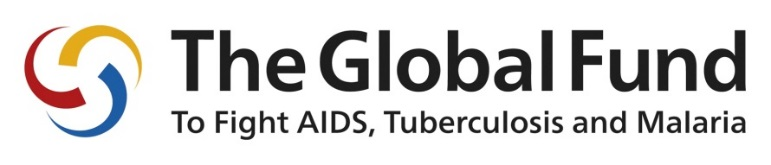 The Global Fund
To Fight AIDS, Tuberculosis and Malaria